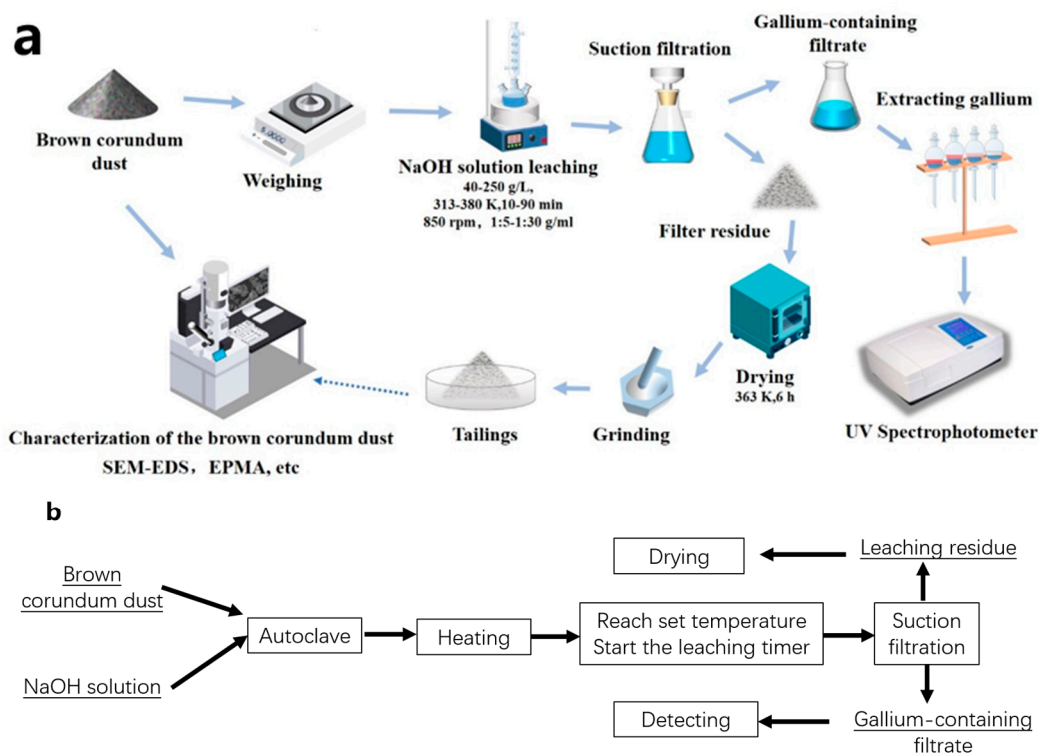 a
Gallium-containing
filtrate
Suction filtration
Extracting gallium
Brown corundum
dust
Weighing
NaOH solution leaching
40-250 g/L,
313-380 K,10-90 min
850 rpm，1:5-1:30 g/ml
Filter residue
Drying
363 K,6 h
UV Spectrophotometer
Characterization of the brown corundum dust
SEM-EDS，EPMA, etc
Tailings
Grinding
b
Brown
corundum dust
NaOH solution
Autoclave
Heating
Reach set temperature
Start the leaching timer
Suction
filtration
Leaching residue
Drying
Gallium-containing
filtrate
Detecting